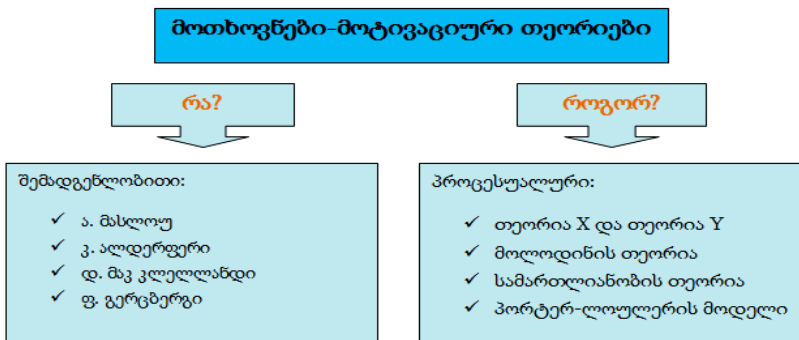 მოთხოვნები-მოტივაციური თეორიები
რა?
როგორ?
შემადგენლობითი:
✓ ა. მასლოუ
✓ კ. ალდერფერი
✓ დ. მაკ კლელლანდი
✓ ფ. გერცბერგი
პროცესუალური:
✓ თეორია X და თეორია Y
✓ მოლოდინის თეორია
✓ სამართლიანობის თეორია
✓ პორტერ-ლოულერის მოდელი